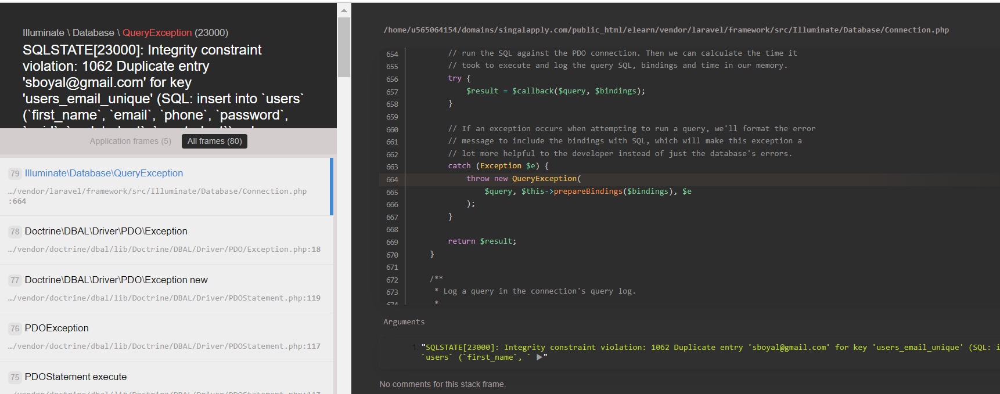 Illuminate \ Database \ QueryException (23000)
SQLSTATE[23000]: Integrity constraint
violation: 1062 Duplicate entry
'sboyal@gmail.com' for key
'users_email_unique' (SQL: insert into `users`
(`first_name`, `email`, `phone`, `password`,
Application frames (5) All frames (80)
79 Illuminate\Database\QueryException
…/vendor/laravel/framework/src/Illuminate/Database/Connection.php
:664
78 Doctrine\DBAL\Driver\PDO\Exception
…/vendor/doctrine/dbal/lib/Doctrine/DBAL/Driver/PDO/Exception.php:18
77 Doctrine\DBAL\Driver\PDO\Exception new
…/vendor/doctrine/dbal/lib/Doctrine/DBAL/Driver/PDOStatement.php:119
76 PDOException
…/vendor/doctrine/dbal/lib/Doctrine/DBAL/Driver/PDOStatement.php:117
75 PDOStatement execute
/home/u565064154/domains/singalapply.com/public_html/elearn/vendor/laravel/framework/src/Illuminate/Database/Connection.php
654 // run the SQL against the PDO connection. Then we can calculate the time it
655 // took to execute and log the query SQL, bindings and time in our memory.
656 try {
657 $result = $callback($query, $bindings);
658 }
659
660 // If an exception occurs when attempting to run a query, we'll format the error
661 // message to include the bindings with SQL, which will make this exception a
662 // lot more helpful to the developer instead of just the database's errors.
663 catch (Exception $e) {
664 throw new QueryException(
665 $query, $this->prepareBindings($bindings), $e
666 );
667 }
668
669 return $result;
670 }
671
672 /**
673 * Log a query in the connection's query log.
674 *
Arguments
1. "SQLSTATE[23000]: Integrity constraint violation: 1062 Duplicate entry 'sboyal@gmail.com' for key 'users_email_unique' (SQL: i
`users` (`first_name`, ` ▶"
No comments for this stack frame.